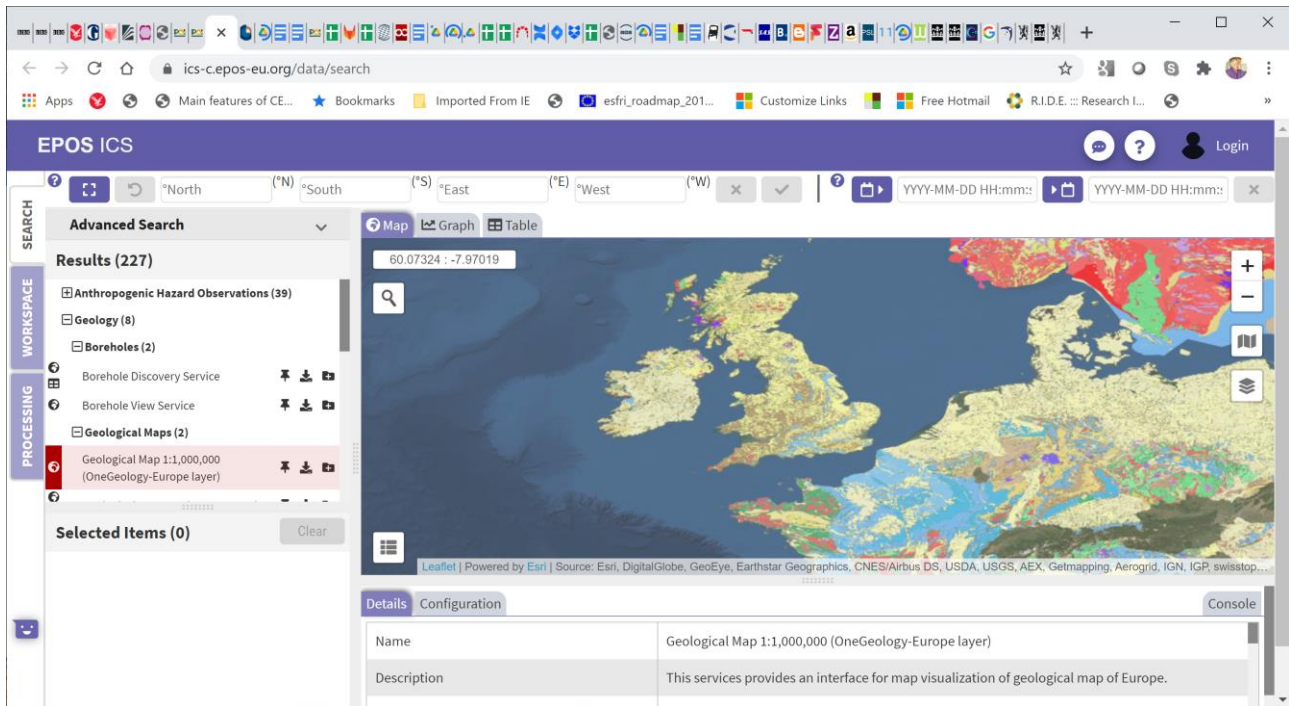 ics-c.epos-eu.org/data/search
Apps
Main features of CE...
Bookmarks
Imported From IE
esfri_roadmap_201...
Customize Links
Free Hotmail
R.I.D.E. ::: Research I...
»
EPOS ICS
Login
°North
(°N)
°South
(°S)
°East
(°E)
°West
(°W)
YYYY-MM-DD HH:mm:s
YYYY-MM-DD HH:mm:s
SEARCH
WORKSPACE
PROCESSING
Advanced Search
Results (227)
Anthropogenic Hazard Observations (39)
Geology (8)
Boreholes (2)
Borehole Discovery Service
Borehole View Service
Geological Maps (2)
Geological Map 1:1,000,000
(OneGeology-Europe layer)
Selected Items (0)
Clear
Map
Graph
Table
60.07324 : -7.97019
Leaflet | Powered by Esri | Source: Esri, DigitalGlobe, GeoEye, Earthstar Geographics, CNES/Airbus DS, USDA, USGS, AEX, Getmapping, Aerogrid, IGN, IGP, swisstop...
Details
Configuration
Console
Name
Geological Map 1:1,000,000 (OneGeology-Europe layer)
Description
This services provides an interface for map visualization of geological map of Europe.